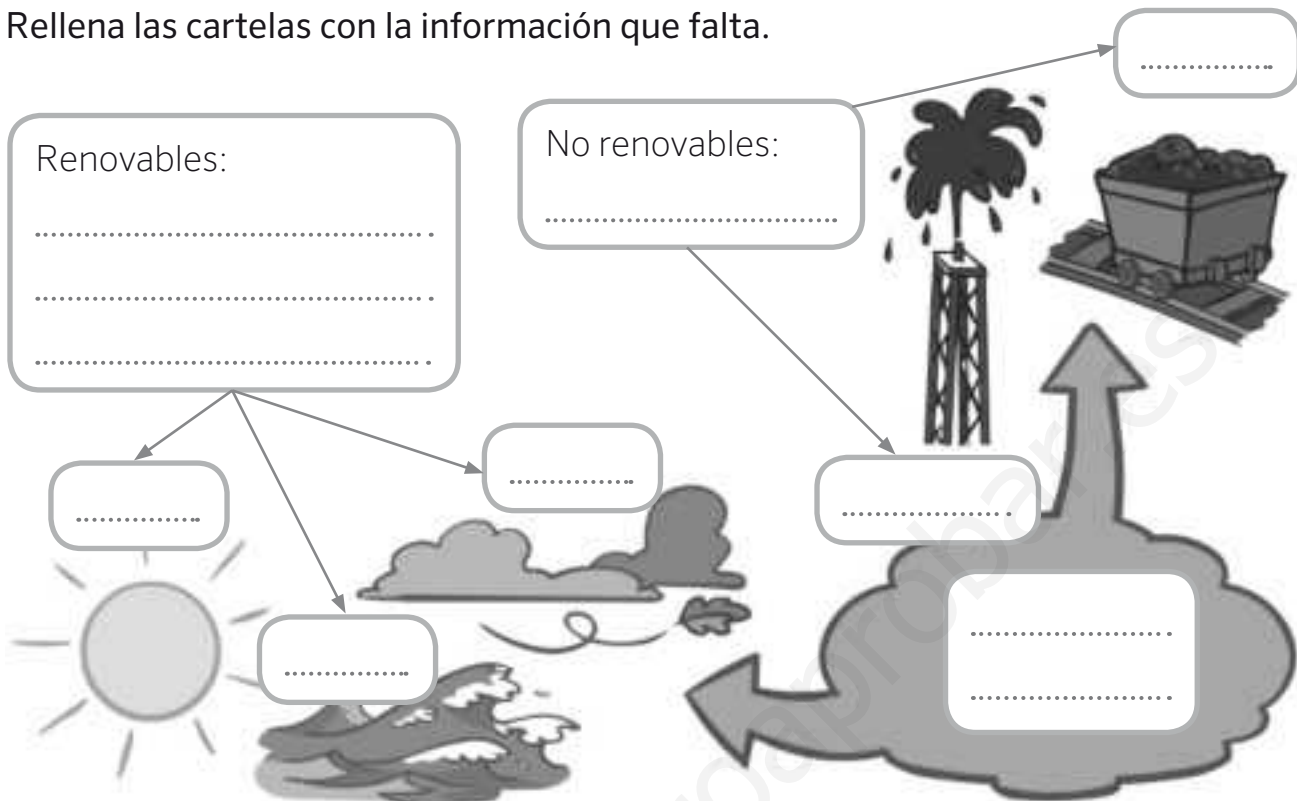 Rellena las cartelas con la información que falta.
Renovables:
No renovables: